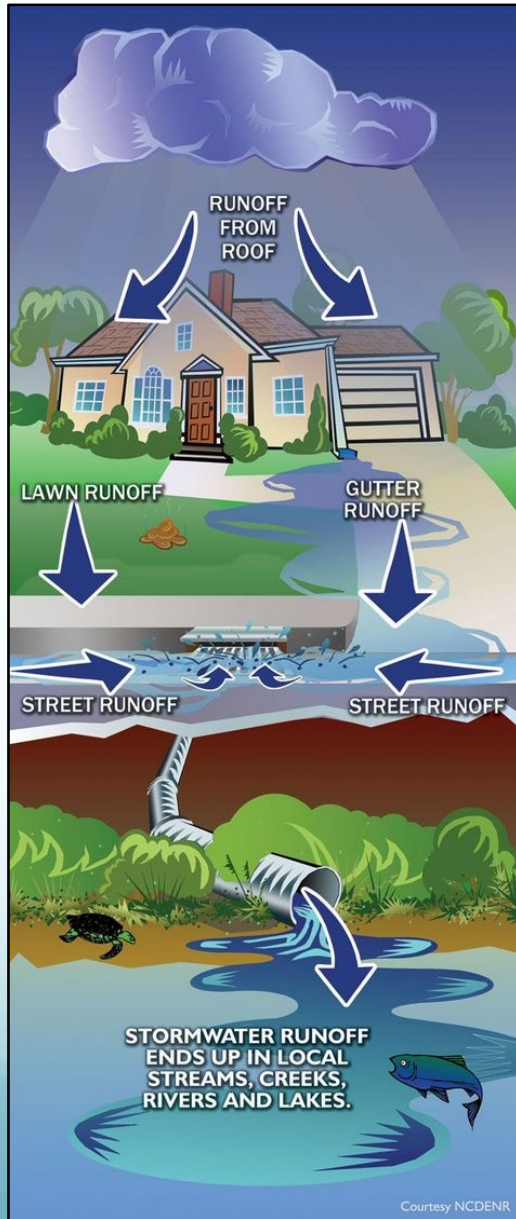 RUNOFF
FROM
ROOF
LAWN RUNOFF
GUTTER
RUNOFF
STREET RUNOFF
STREET RUNOFF
STORMWATER RUNOFF
ENDS UP IN LOCAL
STREAMS, CREEKS,
RIVERS AND LAKES.
Courtesy NCDENR